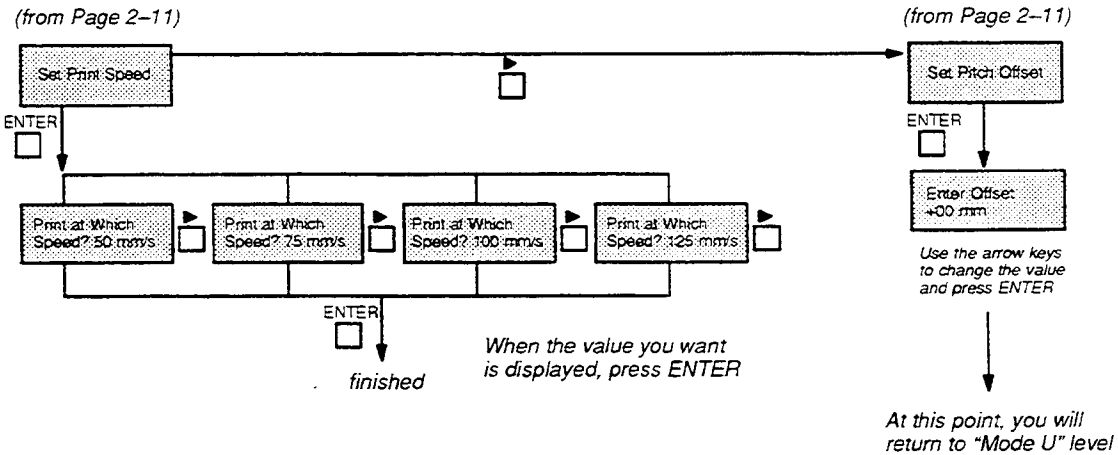 (from Page 2–11)
(from Page 2–11)
Set Print Speed
Set Pitch Offset
ENTER
ENTER
Enter Offset
+00 mm
Print at Which
Speed? 50 mm/s
Print at Which
Speed? 75 mm/s
Print at Which
Speed? 100 mm/s
Print at Which
Speed? 125 mm/s
Use the arrow keys
to change the value
and press ENTER
ENTER
finished
When the value you want
is displayed, press ENTER
At this point, you will
return to "Mode U" level